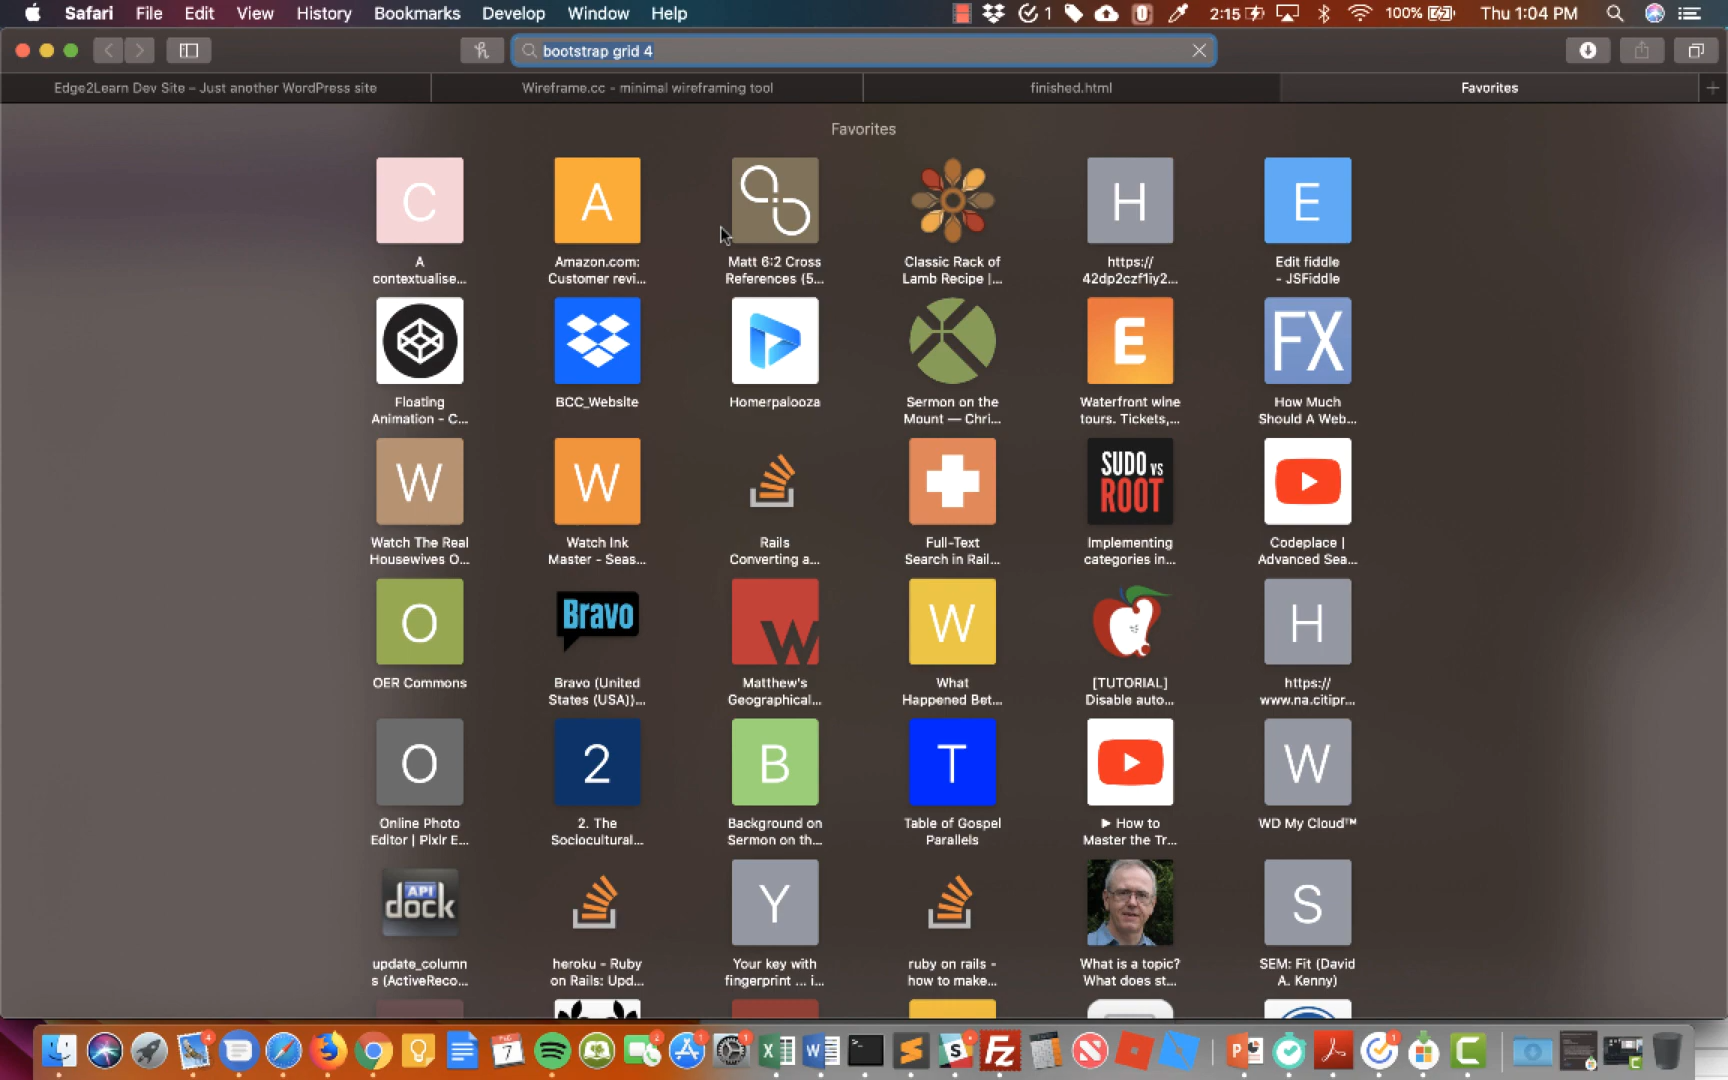 Safari File Edit View History Bookmarks Develop Window Help 1 2:15 100% Thu 1:04 PM
bootstrap grid 4
Edge2Learn Dev Site – Just another WordPress site Wireframe.cc - minimal wireframing tool finished.html Favorites
Favorites
C A H E
A contextualise... Amazon.com: Customer revi... Matt 6:2 Cross References (5... Classic Rack of Lamb Recipe |... https://42dp2czf1iy2... Edit fiddle - JSFiddle
E FX
Floating Animation - C... BCC_Website Homerpalooza Sermon on the Mount — Chri... Waterfront wine tours. Tickets,... How Much Should A Web...
W W SUDO vs ROOT
Watch The Real Housewives O... Watch Ink Master - Seas... Rails Converting a... Full-Text Search in Rail... Implementing categories in... Codeplace | Advanced Sea...
O Bravo W W H
OER Commons Bravo (United States (USA))... Matthew's Geographical... What Happened Bet... [TUTORIAL] Disable auto... https://www.na.citipr...
O 2 B T W
Online Photo Editor | Pixlr E... 2. The Sociocultural... Background on Sermon on th... Table of Gospel Parallels ► How to Master the Tr... WD My Cloud™
API dock Y S
update_columns (ActiveReco... heroku - Ruby on Rails: Upd... Your key with fingerprint ... i... ruby on rails - how to make... What is a topic? What does st... SEM: Fit (David A. Kenny)
4 7 2 1 1 1